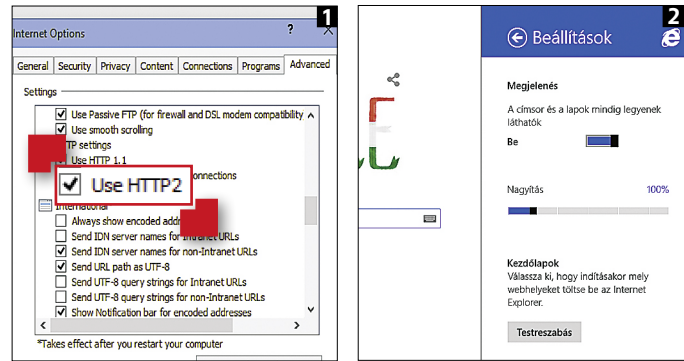 1
Internet Options ?
General Security Privacy Content Connections Programs Advanced
Settings
Use Passive FTP (for firewall and DSL modem compatibility
Use smooth scrolling
TP settings
Use HTTP 1.1
onnections
Use HTTP2
International
Always show encoded addr
Send IDN server names for Intranet URLs
Send IDN server names for non-Intranet URLs
Send URL path as UTF-8
Send UTF-8 query strings for Intranet URLs
Send UTF-8 query strings for non-Intranet URLs
Show Notification bar for encoded addresses
*Takes effect after you restart your computer
2
Beállítások
Megjelenés
A címsor és a lapok mindig legyenek
láthatók
Be
Nagyítás 100%
Kezdőlapok
Válassza ki, hogy indításakor mely
webhelyeket töltse be az Internet
Explorer.
Testreszabás